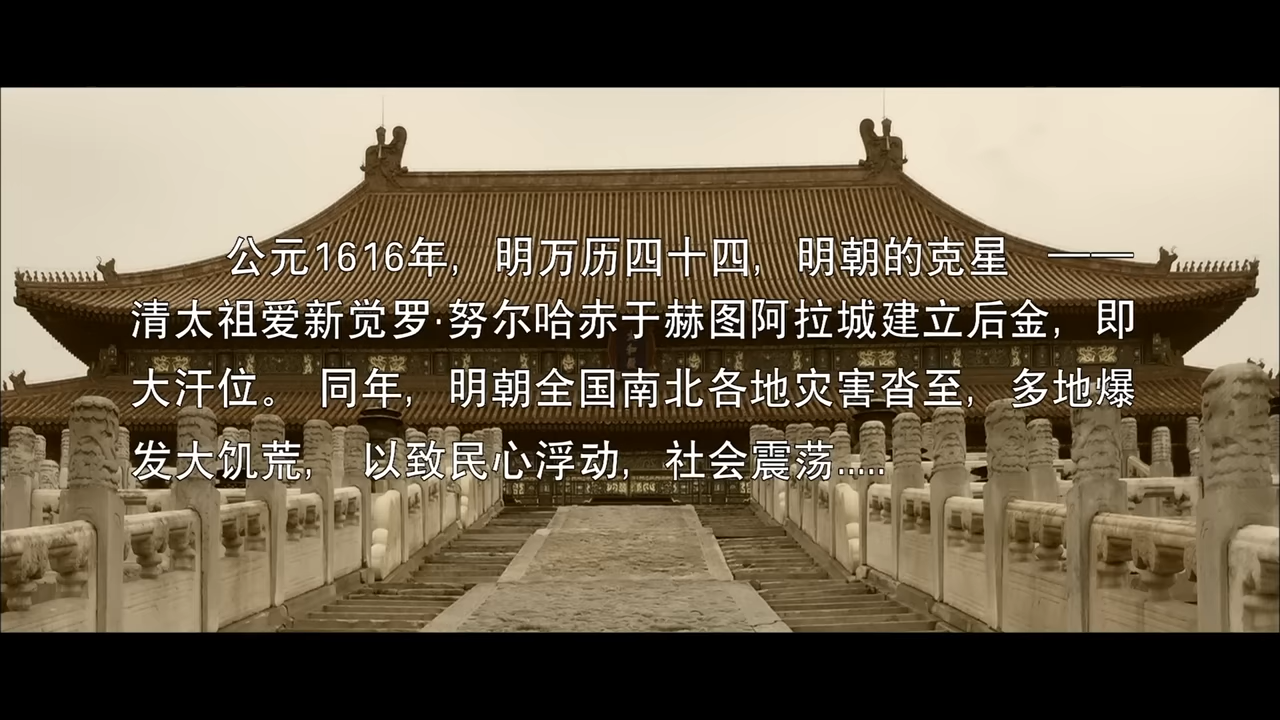 公元1616年，明万历四十四，明朝的克星 ——
清太祖爱新觉罗·努尔哈赤于赫图阿拉城建立后金，即
大汗位。 同年，明朝全国南北各地灾害沓至，多地爆
发大饥荒， 以致民心浮动，社会震荡.....